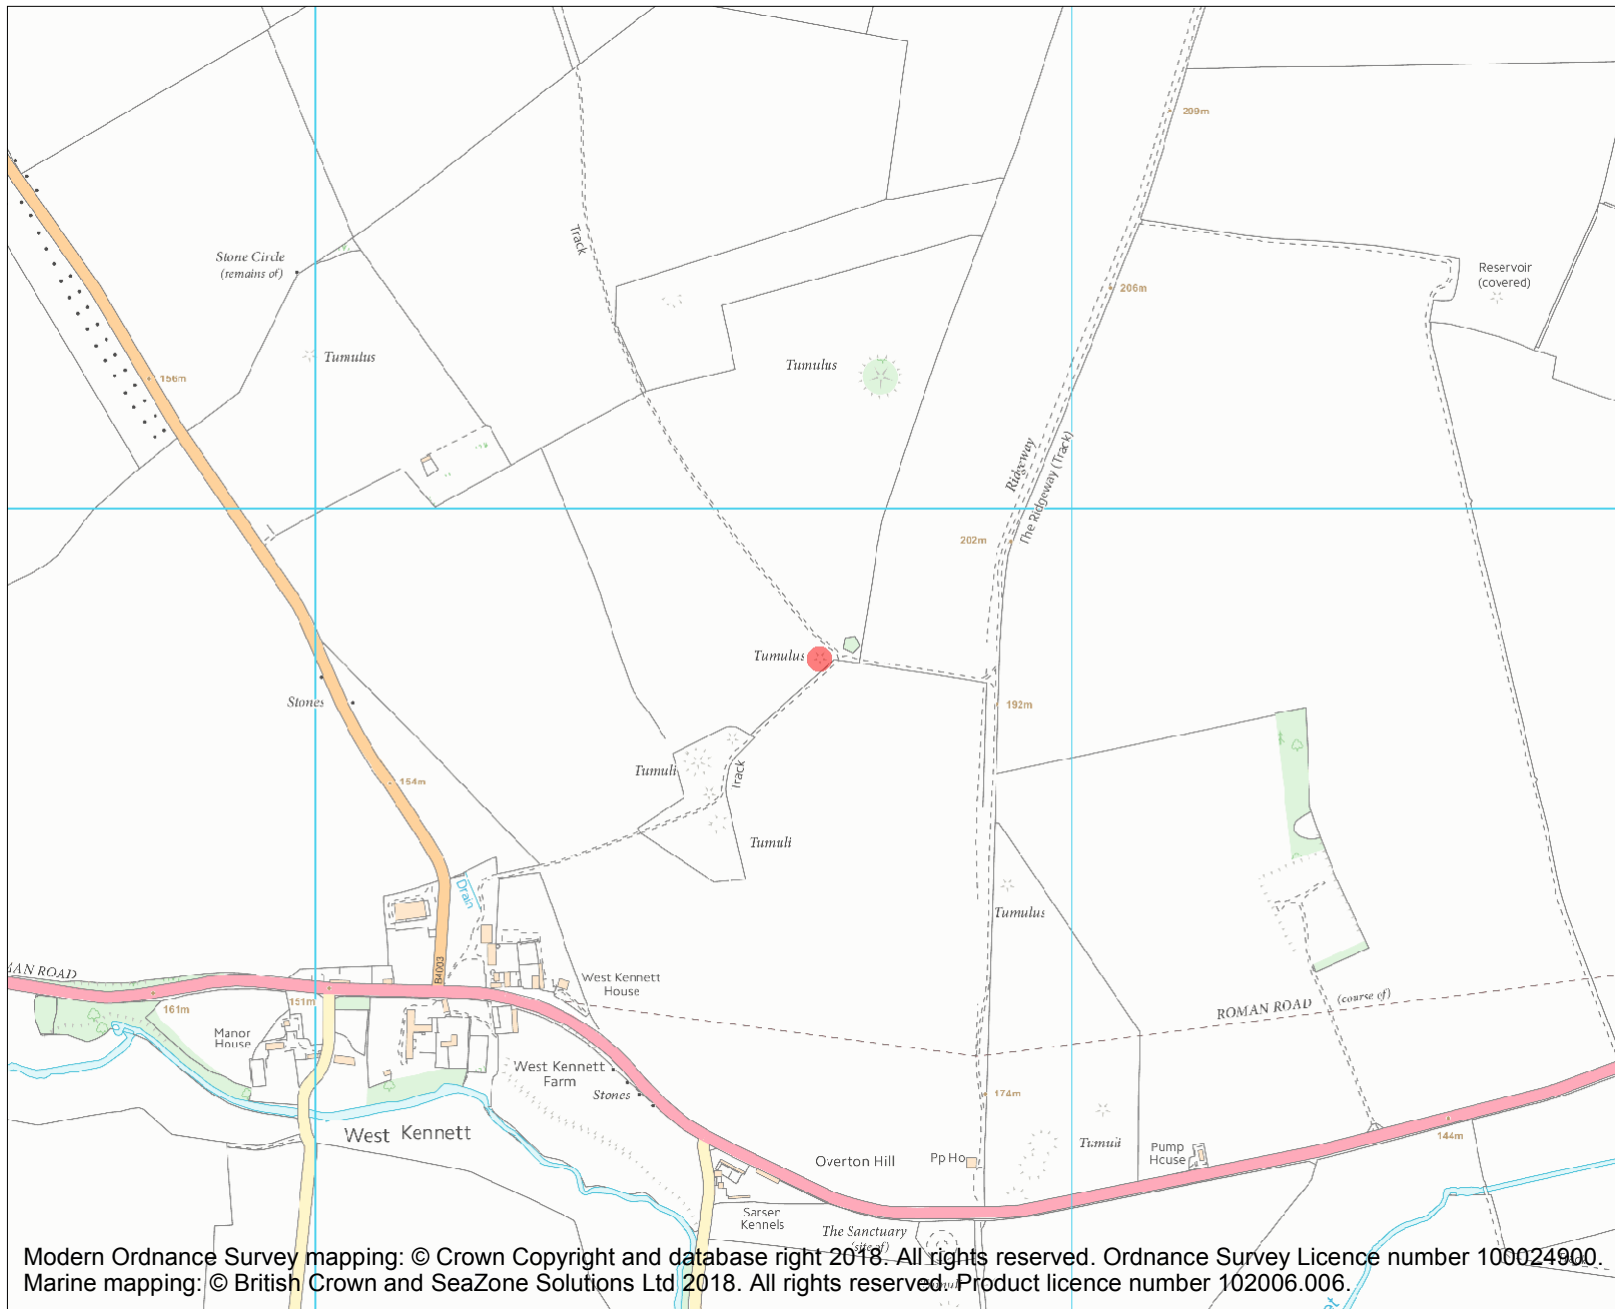 209m
Track
Stone Circle
(remains of)
Reservoir
(covered)
206m
Tumulus
Tumulus
156m
Ridgeway
The Ridgeway (Track)
202m
Tumulus
Stones
192m
Tumuli
Track
154m
Tumuli
Drain
Tumulus
B4003
ROMAN ROAD (course of)
West Kennett
House
151m
161m
Manor
House
West Kennett
Farm
Stones
174m
West Kennett
Tumuli
144m
Overton Hill
Pp Ho
Pump
House
Sarsen
Kennels
The Sanctuary
(site of)
Modern Ordnance Survey mapping: © Crown Copyright and database right 2018. All rights reserved. Ordnance Survey Licence number 100024900.
Marine mapping: © British Crown and SeaZone Solutions Ltd 2018. All rights reserved. Product licence number 102006.006.